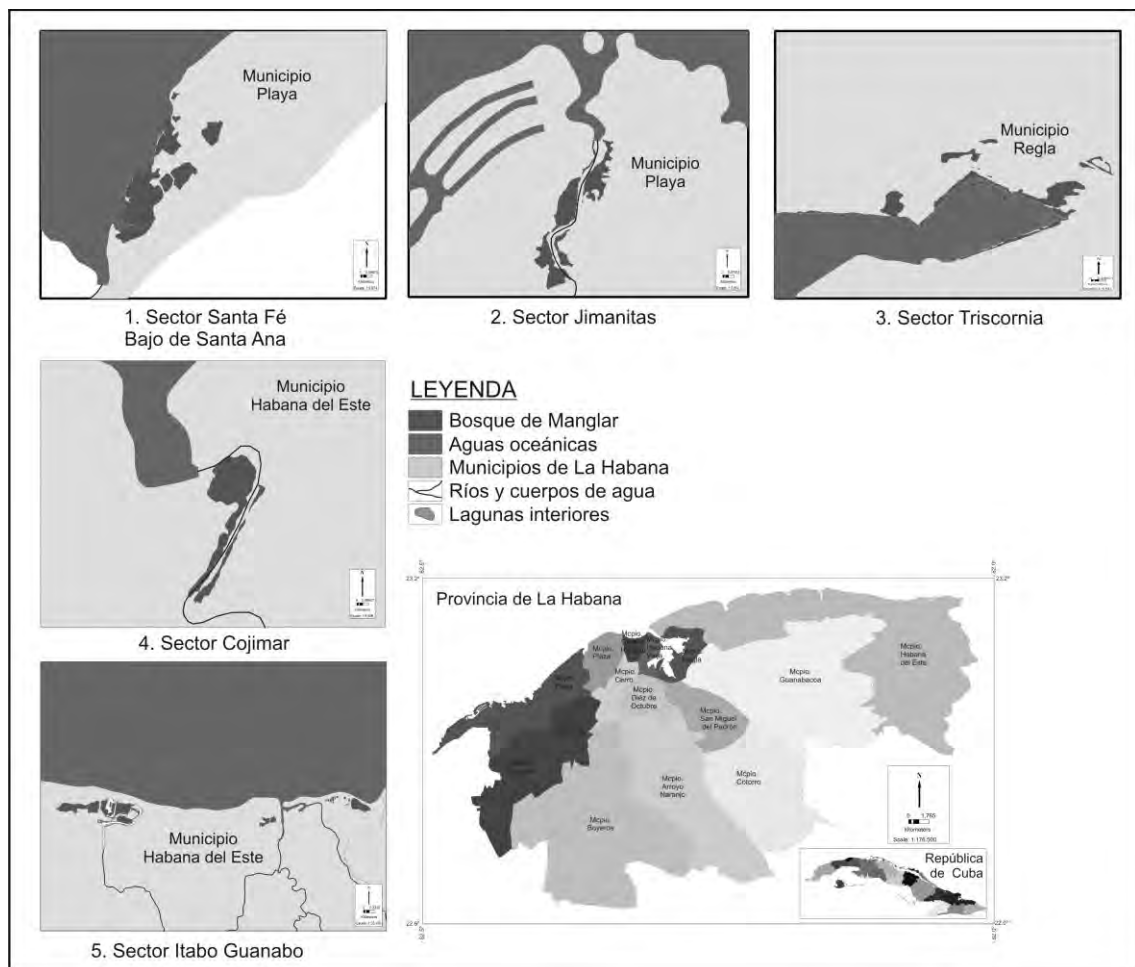 Municipio
Playa
1. Sector Santa Fé
Bajo de Santa Ana
Municipio
Playa
2. Sector Jimanitas
Municipio
Regla
3. Sector Triscornia
Municipio
Habana del Este
4. Sector Cojimar
LEYENDA
Bosque de Manglar
Aguas oceánicas
Municipios de La Habana
Ríos y cuerpos de agua
Lagunas interiores
Municipio
Habana del Este
5. Sector Itabo Guanabo
Provincia de La Habana
23.2°
Mcpio.
Plaza
Mcpio.
Cerro
Mcpio.
Diéz de
Octubre
Mcpio.
San Miguel
del Padrón
Mcpio.
Guanabacoa
Mcpio.
Habana
del Este
Mcpio.
Arroyo
Naranjo
Mcpio.
Cotorro
Mcpio.
Boyeros
N
Kilometers
República
de Cuba